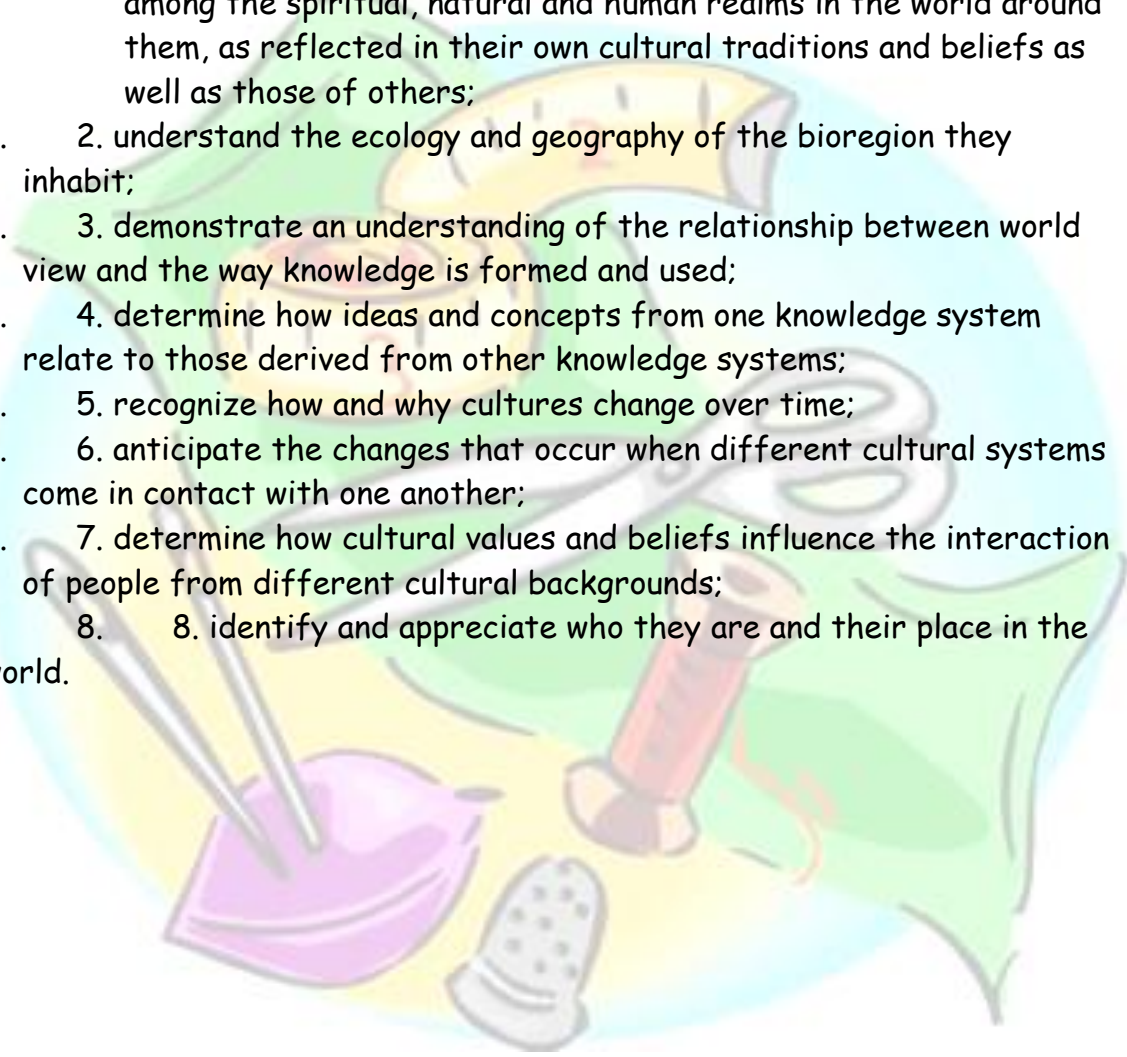 among the spiritual, natural and human realms in the world around
them, as reflected in their own cultural traditions and beliefs as
well as those of others;
. 2. understand the ecology and geography of the bioregion they
inhabit;
. 3. demonstrate an understanding of the relationship between world
view and the way knowledge is formed and used;
. 4. determine how ideas and concepts from one knowledge system
relate to those derived from other knowledge systems;
. 5. recognize how and why cultures change over time;
. 6. anticipate the changes that occur when different cultural systems
come in contact with one another;
. 7. determine how cultural values and beliefs influence the interaction
of people from different cultural backgrounds;
8. 8. identify and appreciate who they are and their place in the
world.